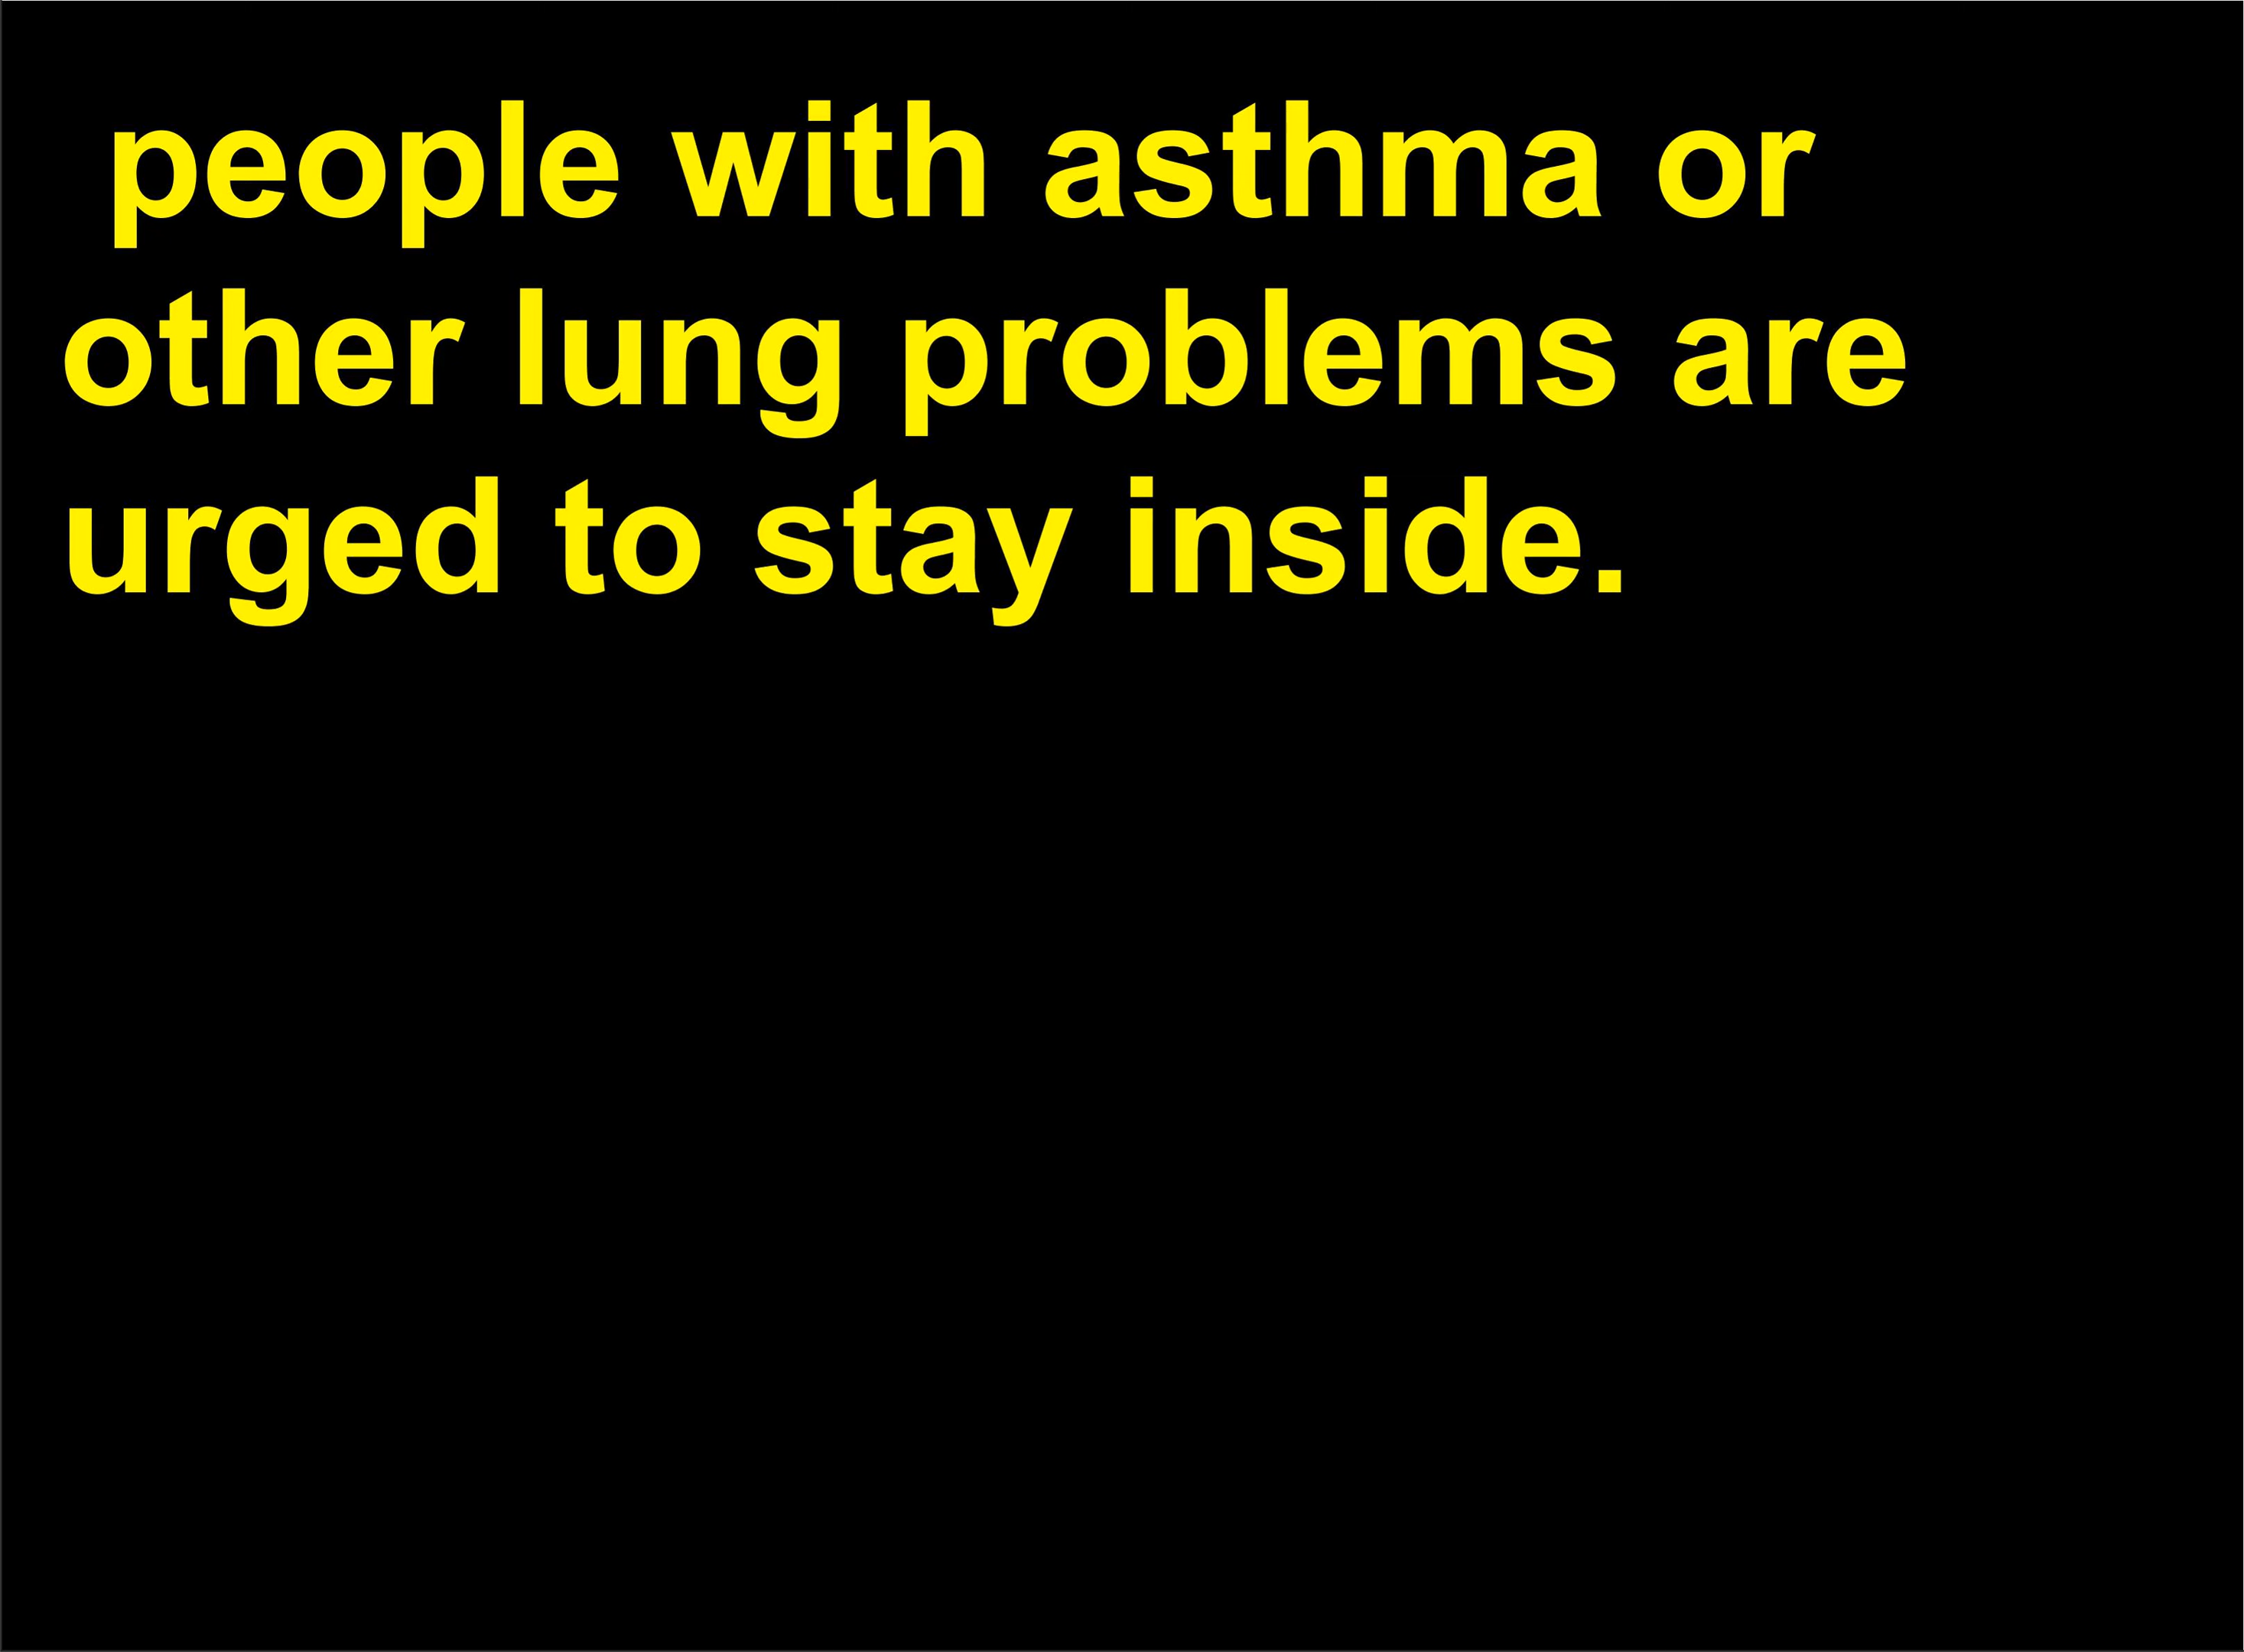 people with asthma or
other lung problems are
urged to stay inside.